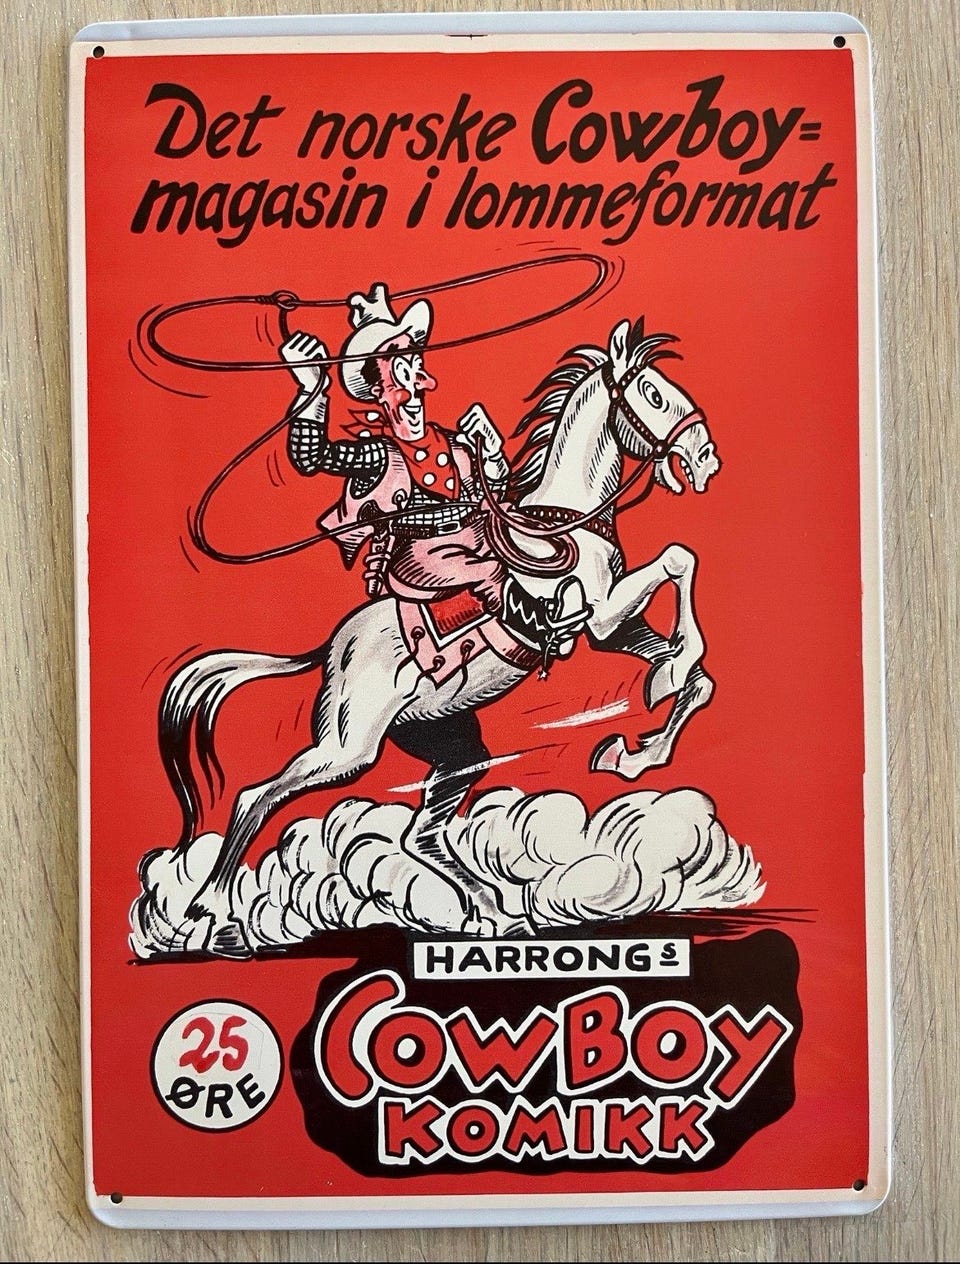 Det norske Cowboy=
magasin i lommeformat
HARRONGS
COWBOY
KOMIKK
25
ØRE